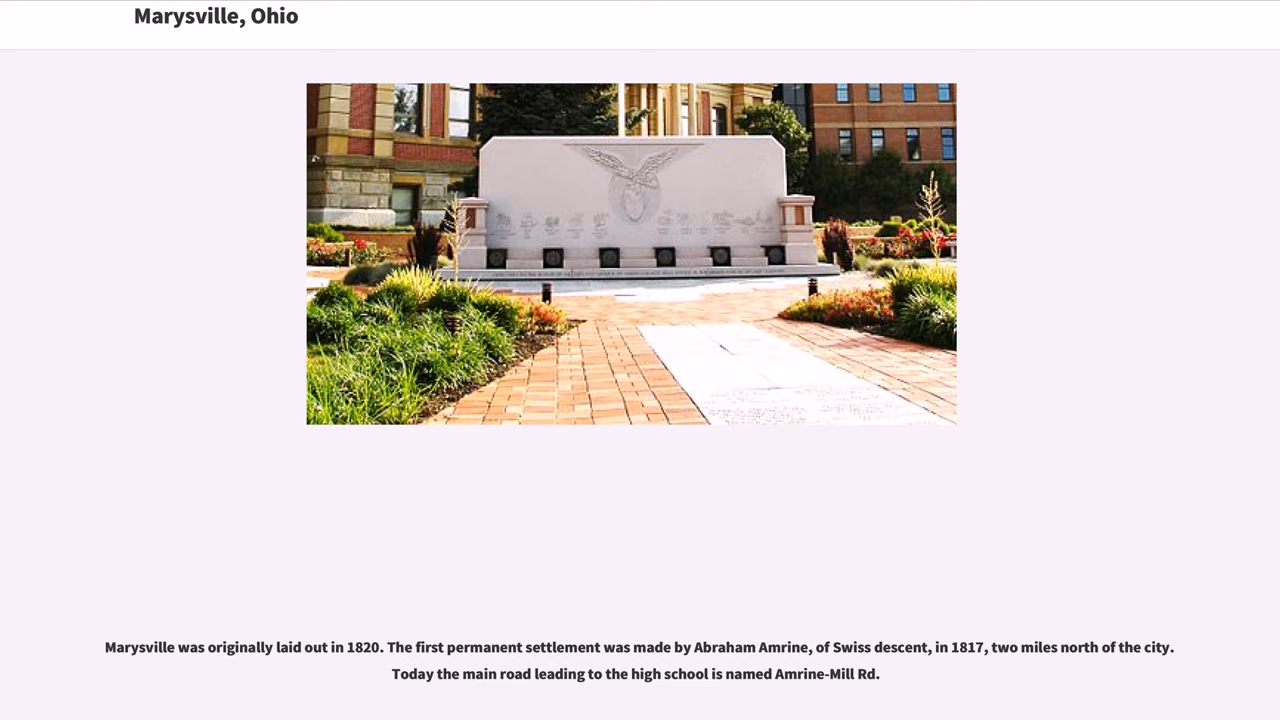 Marysville, Ohio
Marysville was originally laid out in 1820. The first permanent settlement was made by Abraham Amrine, of Swiss descent, in 1817, two miles north of the city.
Today the main road leading to the high school is named Amrine-Mill Rd.